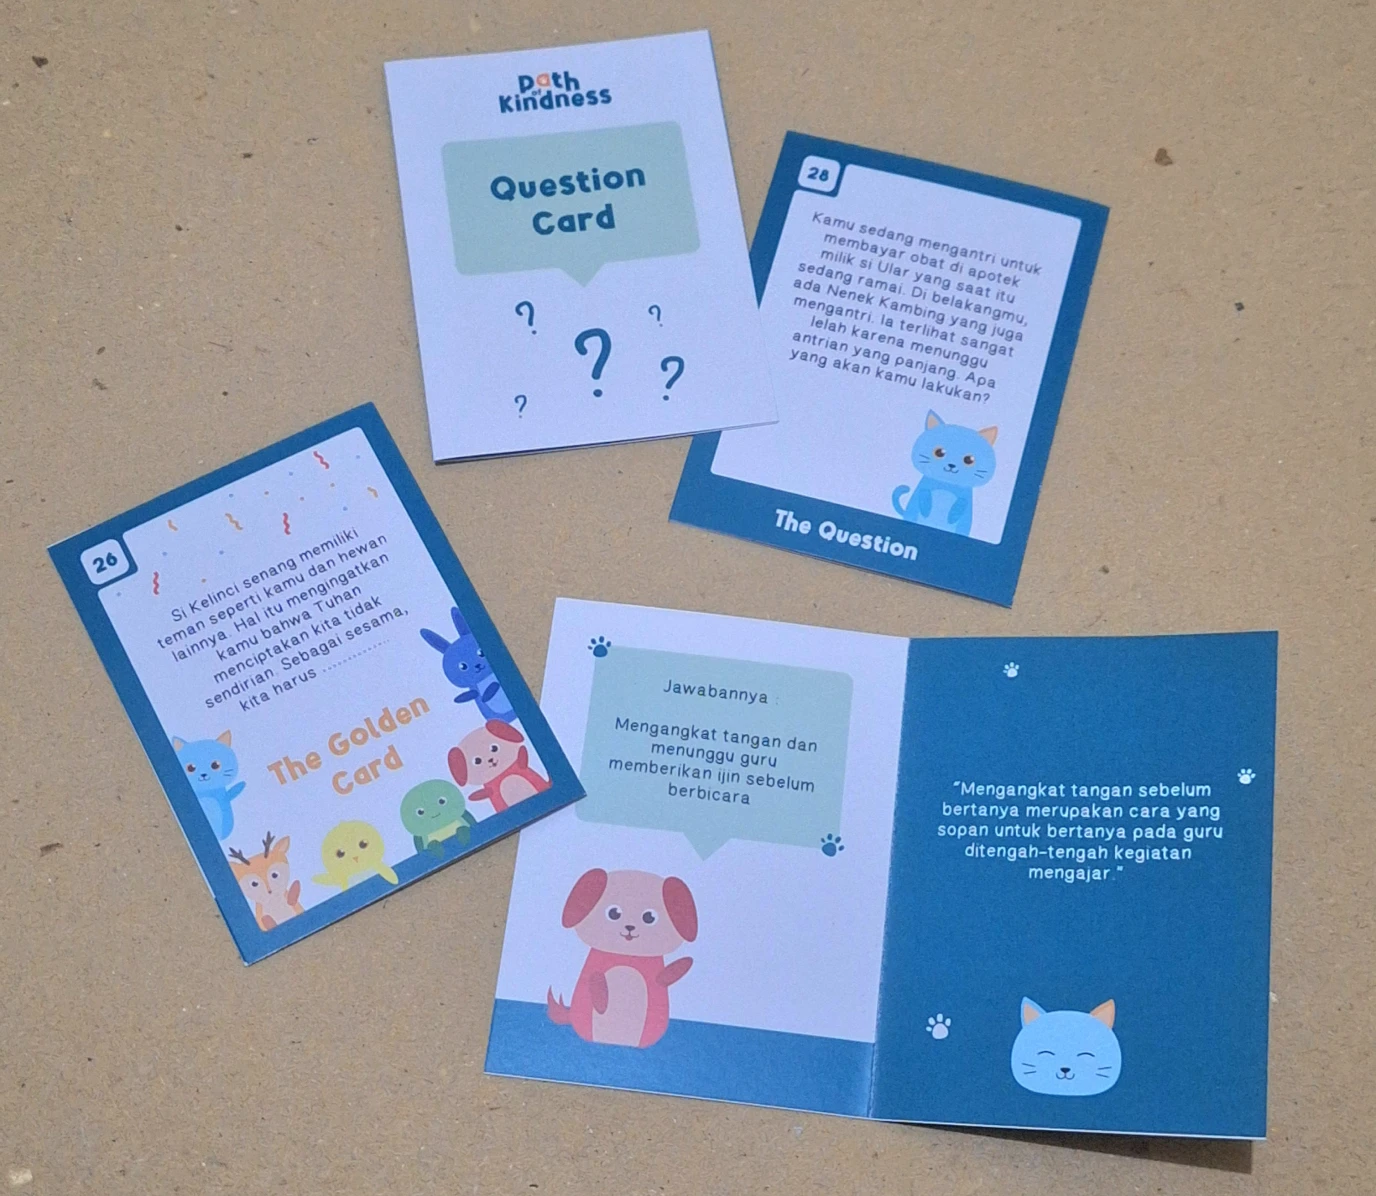 Path
of
Kindness
Question
Card
?
?
?
?
?
28
Kamu sedang mengantri untuk
membayar obat di apotek
milik si Ular yang saat itu
sedang ramai. Di belakangmu,
ada Nenek Kambing yang juga
mengantri. Ia terlihat sangat
lelah karena menunggu
antrian yang panjang. Apa
yang akan kamu lakukan?
The Question
26
Si Kelinci senang memiliki
teman seperti kamu dan hewan
lainnya. Hal itu mengingatkan
kamu bahwa Tuhan
menciptakan kita tidak
sendirian. Sebagai sesama,
kita harus ..............
The Golden
Card
Jawabannya :
Mengangkat tangan dan
menunggu guru
memberikan ijin sebelum
berbicara
"Mengangkat tangan sebelum
bertanya merupakan cara yang
sopan untuk bertanya pada guru
ditengah-tengah kegiatan
mengajar."